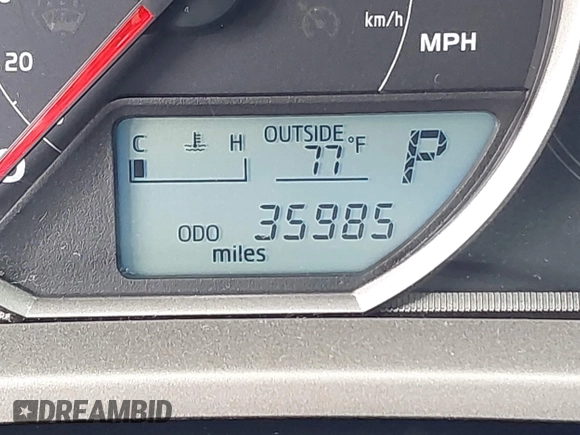 km/h
MPH
20
C H OUTSIDE
77 °F P
ODO 35985
miles
DREAMBID